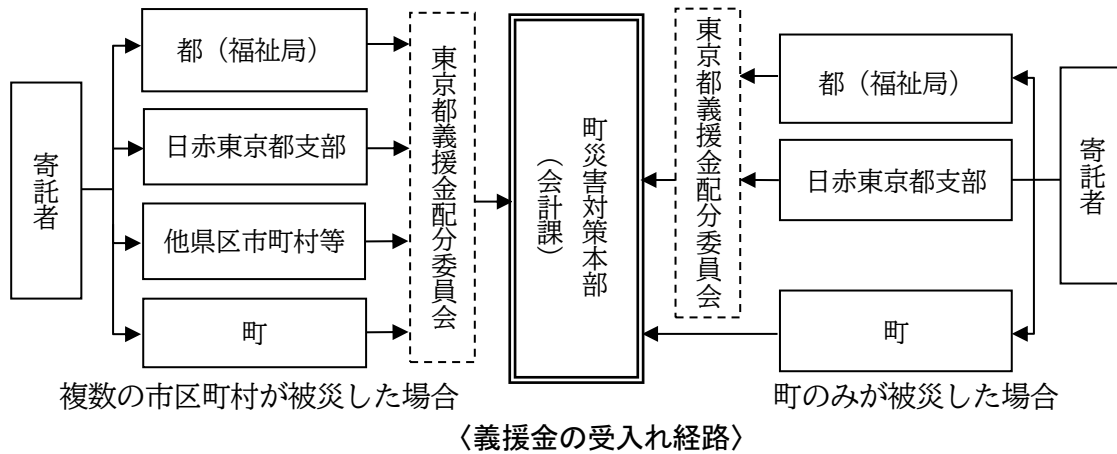 寄託者
都（福祉局）
日赤東京都支部
他県区市町村等
町
東京都義援金配分委員会
複数の市区町村が被災した場合
町災害対策本部
（会計課）
東京都義援金配分委員会
都（福祉局）
日赤東京都支部
町
寄託者
町のみが被災した場合
〈義援金の受入れ経路〉